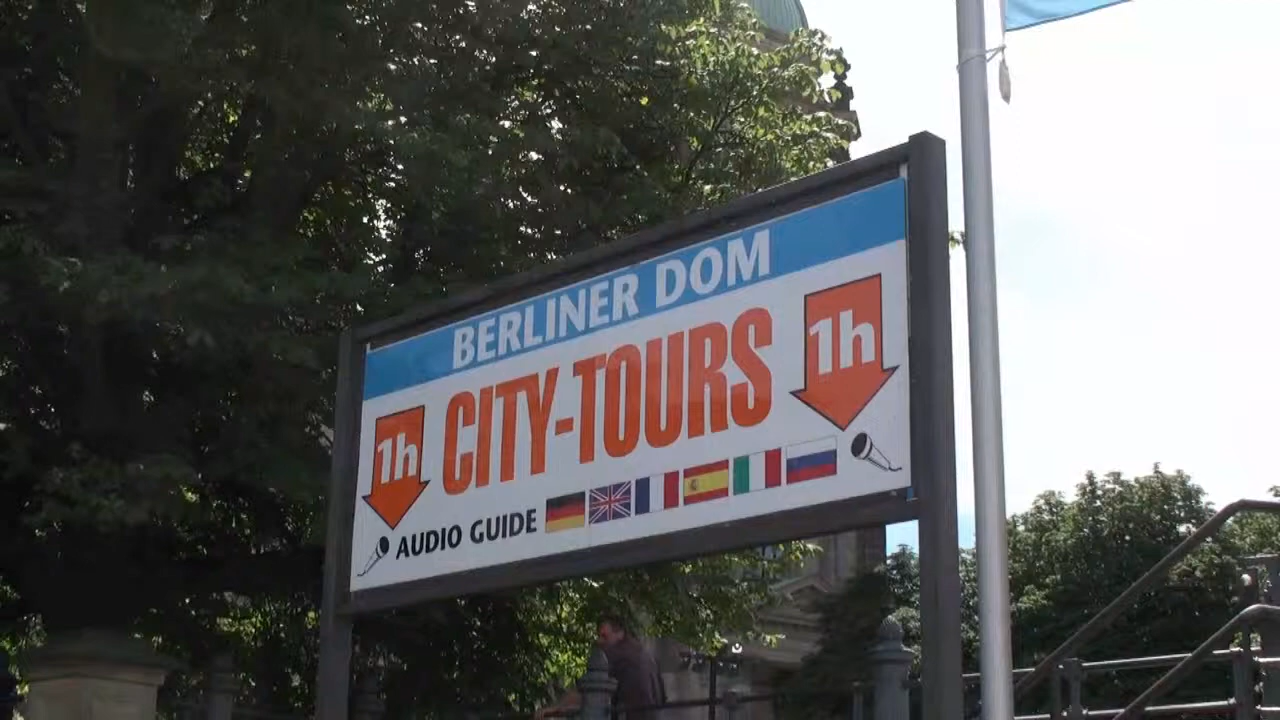 BERLINER DOM
CITY-TOURS
1h
1h
AUDIO GUIDE